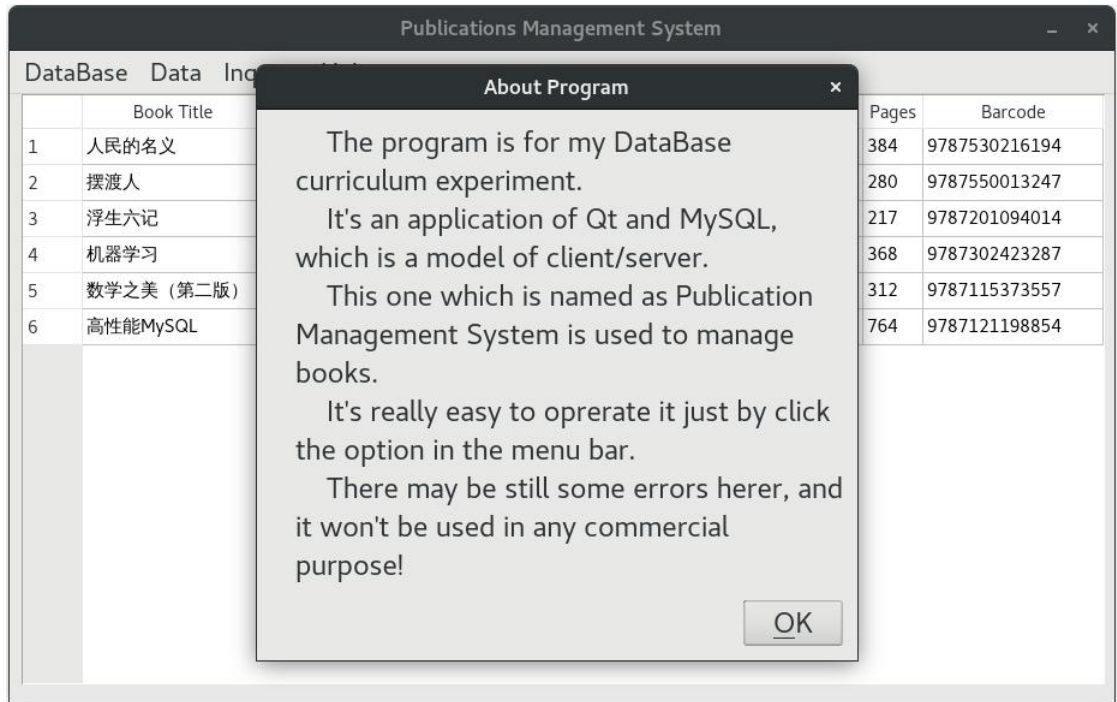 Publications Management System
DataBase Data
About Program
Book Title Pages Barcode
1 人民的名义 384 9787530216194
2 摆渡人 280 9787550013247
3 浮生六记 217 9787201094014
4 机器学习 368 9787302423287
5 数学之美（第二版） 312 9787115373557
6 高性能MySQL 764 9787121198854
The program is for my DataBase
curriculum experiment.
It's an application of Qt and MySQL,
which is a model of client/server.
This one which is named as Publication
Management System is used to manage
books.
It's really easy to oprerate it just by click
the option in the menu bar.
There may be still some errors herer, and
it won't be used in any commercial
purpose!
OK